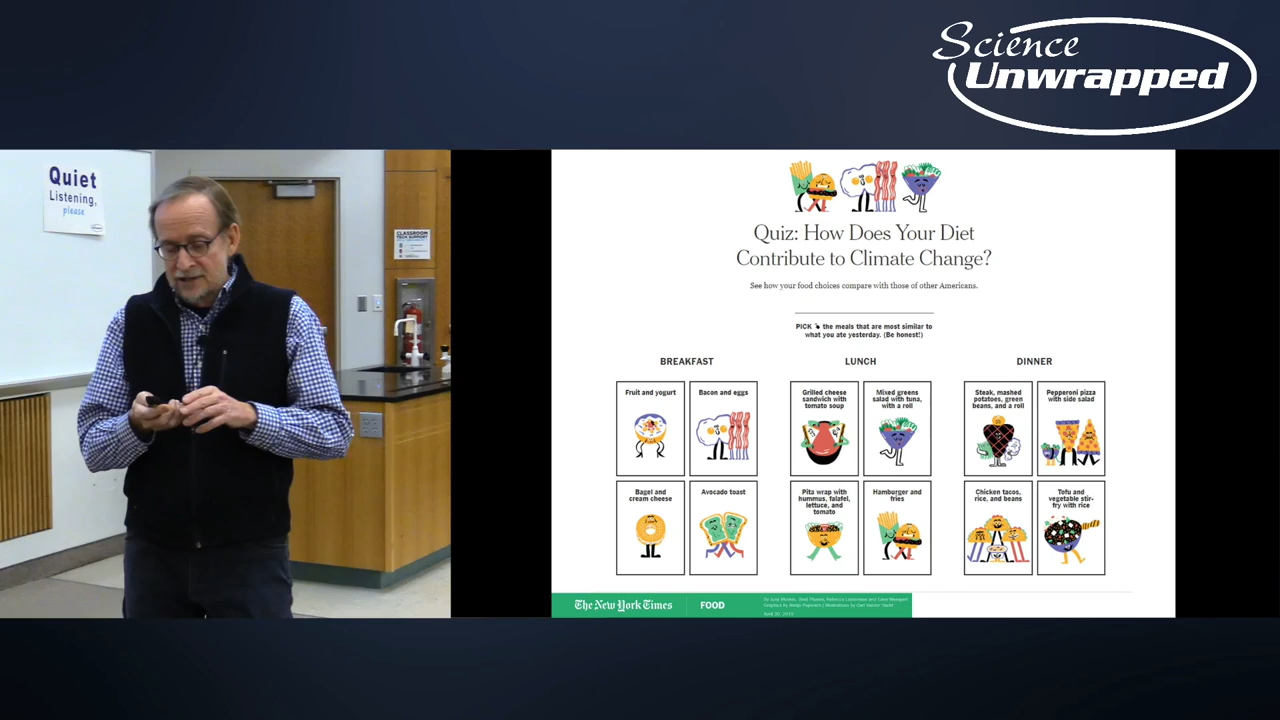 Science
Unwrapped
Quiet
Listening,
please
CLASSROOM
TECH SUPPORT
Quiz: How Does Your Diet
Contribute to Climate Change?
See how your food choices compare with those of other Americans.
PICK the meals that are most similar to
what you ate yesterday. (Be honest!)
BREAKFAST
LUNCH
DINNER
Fruit and yogurt
Bacon and eggs
Grilled cheese
sandwich with
tomato soup
Mixed greens
salad with tuna,
with a roll
Steak, mashed
potatoes, green
beans, and a roll
Pepperoni pizza
with side salad
Bagel and
cream cheese
Avocado toast
Pita wrap with
hummus, falafel,
lettuce, and
tomato
Hamburger and
fries
Chicken tacos,
rice, and beans
Tofu and
vegetable stir-
fry with rice
The New York Times
FOOD